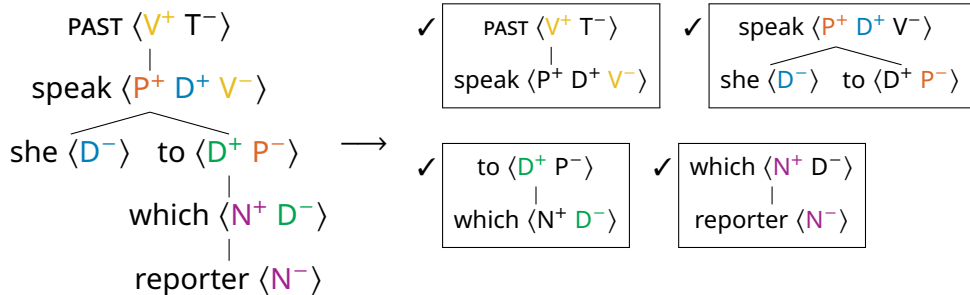 PAST ⟨V⁺ T⁻⟩
speak ⟨P⁺ D⁺ V⁻⟩
she ⟨D⁻⟩ to ⟨D⁺ P⁻⟩
which ⟨N⁺ D⁻⟩
reporter ⟨N⁻⟩
→
✓ PAST ⟨V⁺ T⁻⟩
speak ⟨P⁺ D⁺ V⁻⟩
✓ speak ⟨P⁺ D⁺ V⁻⟩
she ⟨D⁻⟩ to ⟨D⁺ P⁻⟩
✓ to ⟨D⁺ P⁻⟩
which ⟨N⁺ D⁻⟩
✓ which ⟨N⁺ D⁻⟩
reporter ⟨N⁻⟩